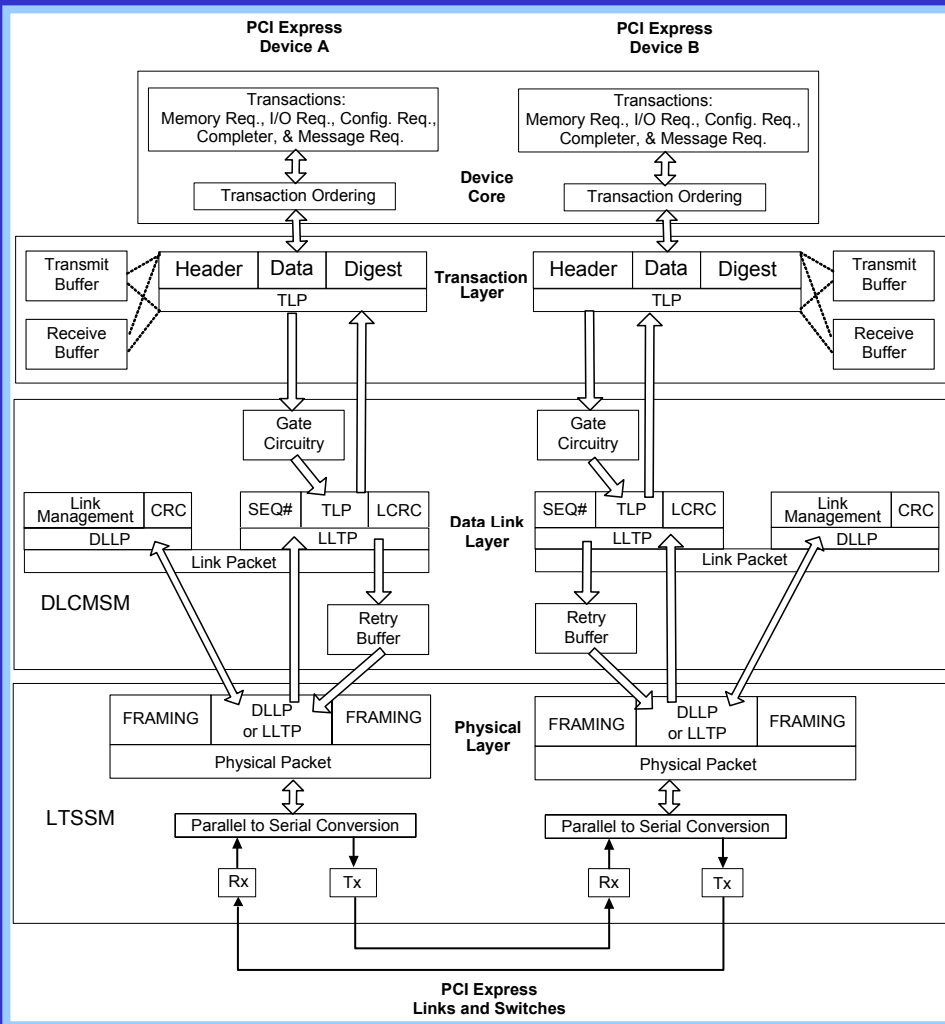 PCI Express
Device A
PCI Express
Device B
Transactions:
Memory Req., I/O Req., Config. Req.,
Completer, & Message Req.
Transactions:
Memory Req., I/O Req., Config. Req.,
Completer, & Message Req.
Device
Core
Transaction Ordering
Transaction Ordering
Transmit
Buffer
Header
Data
Digest
TLP
Transaction
Layer
Header
Data
Digest
TLP
Transmit
Buffer
Receive
Buffer
Receive
Buffer
Gate
Circuitry
Gate
Circuitry
Link
Management
CRC
DLLP
SEQ#
TLP
LCRC
LLTP
Link Packet
Data Link
Layer
SEQ#
TLP
LCRC
LLTP
Link
Management
CRC
DLLP
Link Packet
DLCMSM
Retry
Buffer
Retry
Buffer
FRAMING
DLLP
or LLTP
FRAMING
Physical Packet
Physical
Layer
FRAMING
DLLP
or LLTP
FRAMING
Physical Packet
LTSSM
Parallel to Serial Conversion
Parallel to Serial Conversion
Rx
Tx
Rx
Tx
PCI Express
Links and Switches